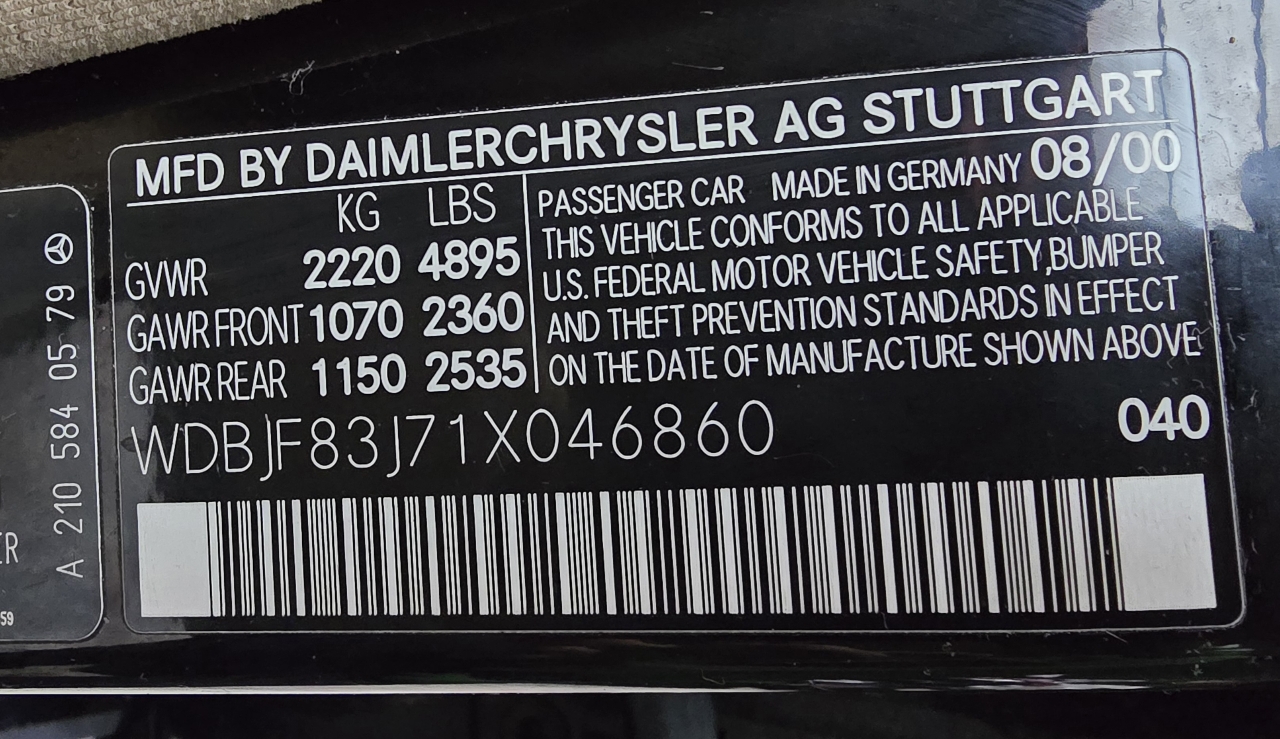 MFD BY DAIMLERCHRYSLER AG STUTTGART
KG LBS
GVWR 2220 4895
GAWR FRONT 1070 2360
GAWR REAR 1150 2535
PASSENGER CAR MADE IN GERMANY 08/00
THIS VEHICLE CONFORMS TO ALL APPLICABLE
U.S. FEDERAL MOTOR VEHICLE SAFETY,BUMPER
AND THEFT PREVENTION STANDARDS IN EFFECT
ON THE DATE OF MANUFACTURE SHOWN ABOVE
WDBJF83J71X046860
040
A 210 584 05 79
ER
59